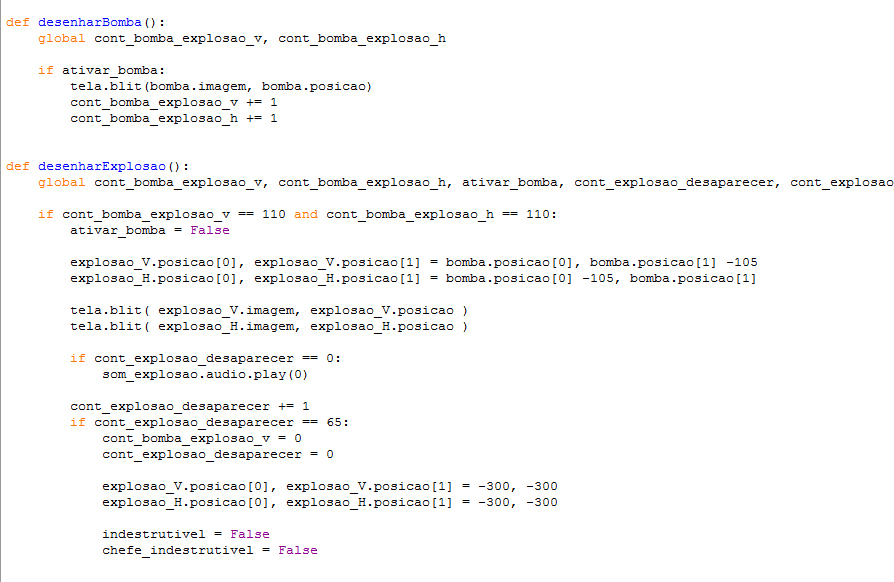 def desenharBomba():
    global cont_bomba_explosao_v, cont_bomba_explosao_h
    if ativar_bomba:
        tela.blit(bomba.imagem, bomba.posicao)
        cont_bomba_explosao_v += 1
        cont_bomba_explosao_h += 1
def desenharExplosao():
    global cont_bomba_explosao_v, cont_bomba_explosao_h, ativar_bomba, cont_explosao_desaparecer, cont_explosao
    if cont_bomba_explosao_v == 110 and cont_bomba_explosao_h == 110:
        ativar_bomba = False
        explosao_V.posicao[0], explosao_V.posicao[1] = bomba.posicao[0], bomba.posicao[1] -105
        explosao_H.posicao[0], explosao_H.posicao[1] = bomba.posicao[0] -105, bomba.posicao[1]
        tela.blit( explosao_V.imagem, explosao_V.posicao )
        tela.blit( explosao_H.imagem, explosao_H.posicao )
        if cont_explosao_desaparecer == 0:
            som_explosao.audio.play(0)
        cont_explosao_desaparecer += 1
        if cont_explosao_desaparecer == 65:
            cont_bomba_explosao_v = 0
            cont_explosao_desaparecer = 0
            explosao_V.posicao[0], explosao_V.posicao[1] = -300, -300
            explosao_H.posicao[0], explosao_H.posicao[1] = -300, -300
            indestrutivel = False
            chefe_indestrutivel = False